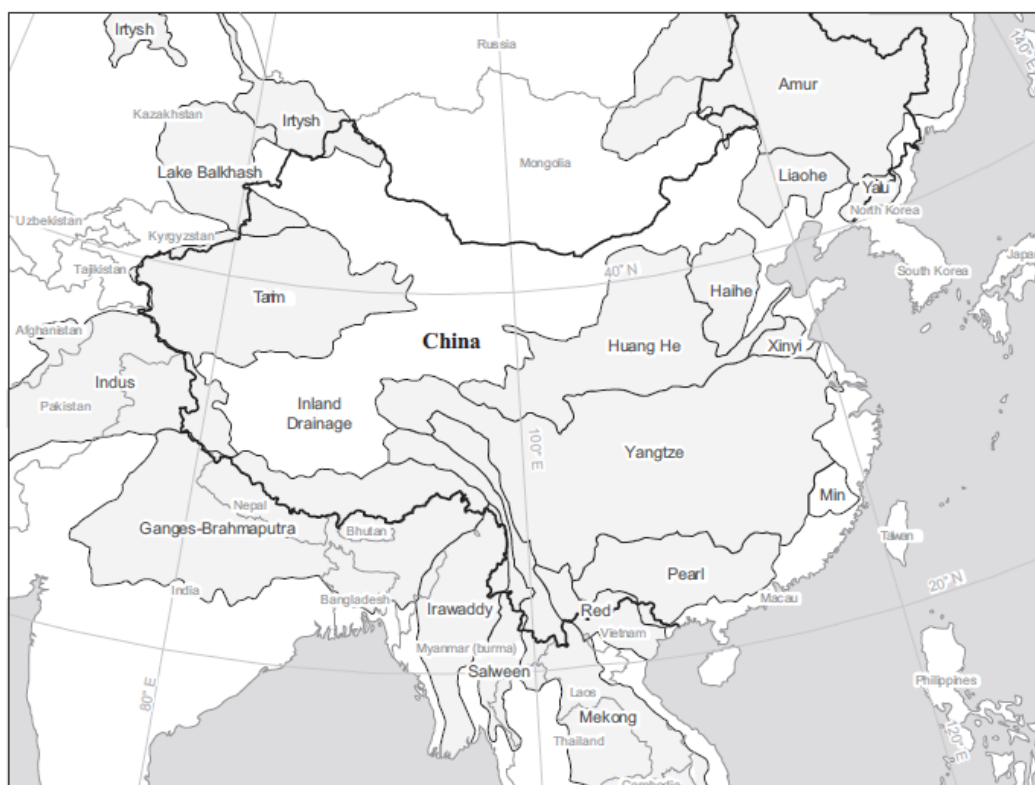 Irtysh
Russia
140° E
Amur
Kazakhstan
Irtysh
Mongolia
Lake Balkhash
Liaohe
Yalu
Uzbekistan
North Korea
Kyrgyzstan
Japa
Tajikistan
40° N
South Korea
Tarim
Haihe
Afghanistan
China
Huang He
Xinyi
Indus
Pakistan
Inland
Drainage
100° E
Yangtze
Min
Nepal
Ganges-Brahmaputra
Bhutan
Taiwan
Pearl
20° N
India
Bangladesh
Macau
Irawaddy
Red
Vietnam
Myanmar (burma)
Salween
80° E
Laos
Philippines
Mekong
Thailand
120° E
Cambodia